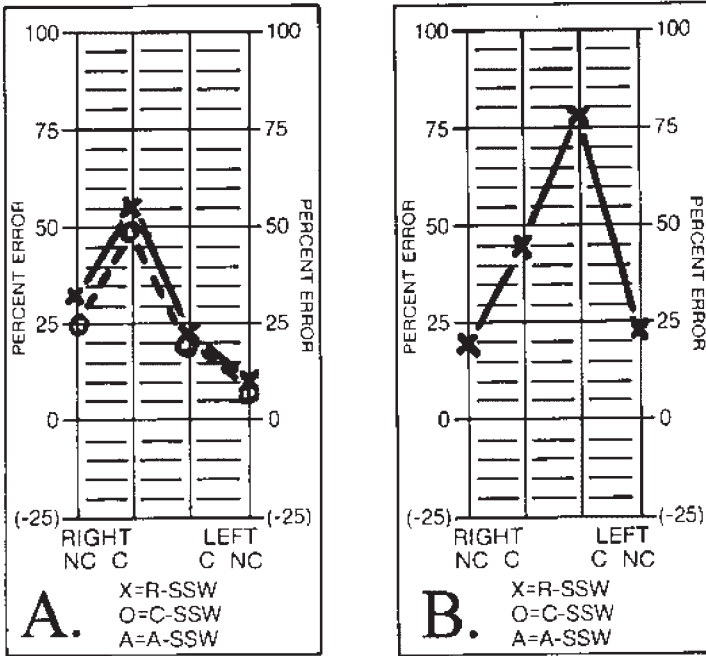 100
75
50
25
0
(-25)
PERCENT ERROR
100
75
50
25
0
(-25)
PERCENT ERROR
RIGHT LEFT
NC C C NC
X=R-SSW
O=C-SSW
A=A-SSW
A.
100
75
50
25
0
(-25)
PERCENT ERROR
100
75
50
25
0
(-25)
PERCENT ERROR
RIGHT LEFT
NC C C NC
X=R-SSW
O=C-SSW
A=A-SSW
B.